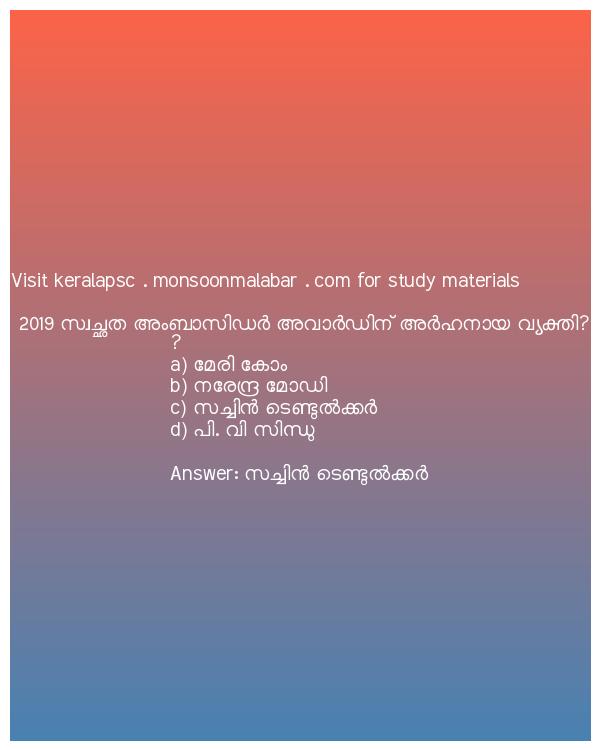 Visit keralapsc . monsoonmalabar . com for study materials
2019 സ്വച്ഛത അംബാസിഡർ അവാർഡിന് അർഹനായ വ്യക്തി?
?
a) മേരി കോം
b) നരേന്ദ്ര മോഡി
c) സച്ചിൻ ടെണ്ടുൽക്കർ
d) പി. വി സിന്ധു
Answer: സച്ചിൻ ടെണ്ടുൽക്കർ